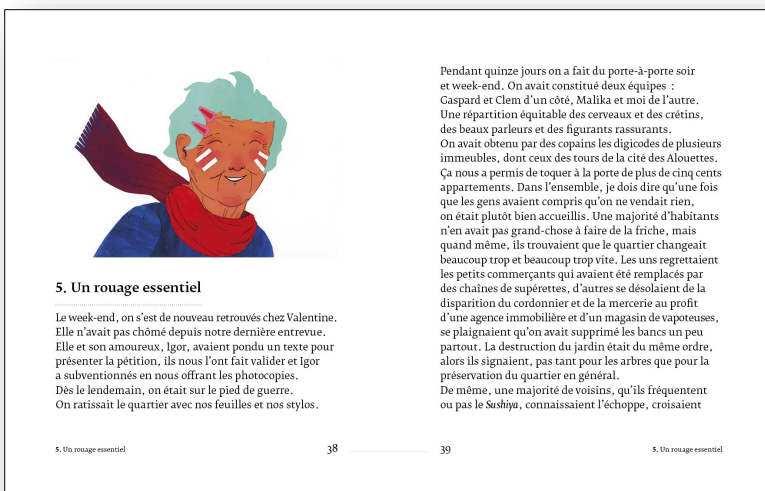 5. Un rouage essentiel
Le week-end, on s’est de nouveau retrouvés chez Valentine.
Elle n’avait pas chômé depuis notre dernière entrevue.
Elle et son amoureux, Igor, avaient pondu un texte pour
présenter la pétition, ils nous l’ont fait valider et Igor
a subventionnés en nous offrant les photocopies.
Dès le lendemain, on était sur le pied de guerre.
On ratissait le quartier avec nos feuilles et nos stylos.
5. Un rouage essentiel
38
Pendant quinze jours on a fait du porte-à-porte soir
et week-end. On avait constitué deux équipes :
Gaspard et Clem d’un côté, Malika et moi de l’autre.
Une répartition équitable des cerveaux et des crétins,
des beaux parleurs et des figurants rassurants.
On avait obtenu par des copains les digicodes de plusieurs
immeubles, dont ceux des tours de la cité des Alouettes.
Ça nous a permis de toquer à la porte de plus de cinq cents
appartements. Dans l’ensemble, je dois dire qu’une fois
que les gens avaient compris qu’on ne vendait rien,
on était plutôt bien accueillis. Une majorité d’habitants
n’en avait pas grand-chose à faire de la friche, mais
quand même, ils trouvaient que le quartier changeait
beaucoup trop et beaucoup trop vite. Les uns regrettaient
les petits commerçants qui avaient été remplacés par
des chaînes de supérettes, d’autres se désolaient de la
disparition du cordonnier et de la mercerie au profit
d’une agence immobilière et d’un magasin de vapoteuses,
se plaignaient qu’on avait supprimé les bancs un peu
partout. La destruction du jardin était du même ordre,
alors ils signaient, pas tant pour les arbres que pour la
préservation du quartier en général.
De même, une majorité de voisins, qu’ils fréquentent
ou pas le Sushiya, connaissaient l’échoppe, croisaient
39
5. Un rouage essentiel